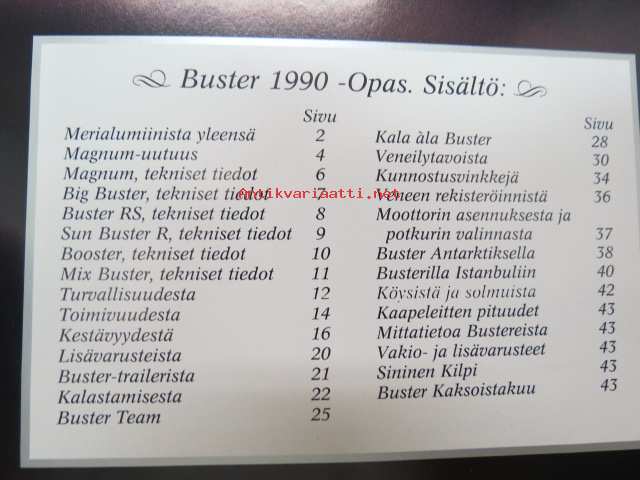 Buster 1990 -Opas. Sisältö:
Sivu
Merialumiinista yleensä 2
Magnum-uutuus 4
Magnum, tekniset tiedot 6
Big Buster, tekniset tiedot 7
Buster RS, tekniset tiedot 8
Sun Buster R, tekniset tiedot 9
Booster, tekniset tiedot 10
Mix Buster, tekniset tiedot 11
Turvallisuudesta 12
Toimivuudesta 14
Kestävyydestä 16
Lisävarusteista 20
Buster-trailerista 21
Kalastamisesta 22
Buster Team 25
Sivu
Kala àla Buster 28
Veneilytavoista 30
Kunnostusvinkkejä 34
Veneen rekisteröinnistä 36
Moottorin asennuksesta ja
potkurin valinnasta 37
Buster Antarktiksella 38
Busterilla Istanbuliin 40
Köysistä ja solmuista 42
Kaapeleitten pituudet 43
Mittatietoa Bustereista 43
Vakio- ja lisävarusteet 43
Sininen Kilpi 43
Buster Kaksoistakuu 43
Antikvariaatti.net